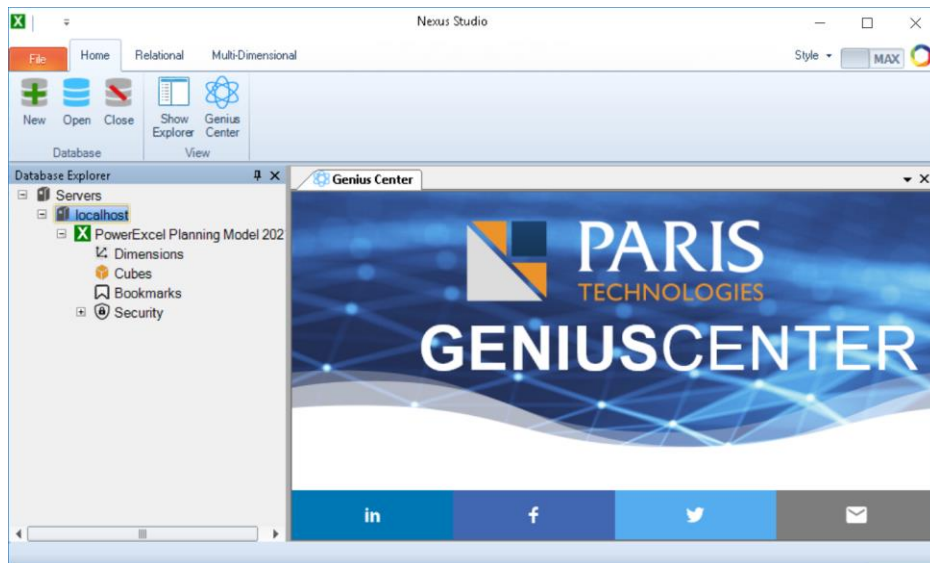 Nexus Studio
File Home Relational Multi-Dimensional Style MAX
New Open Close Show Explorer Genius Center
Database View
Database Explorer
Genius Center
Servers
localhost
PowerExcel Planning Model 202
Dimensions
Cubes
Bookmarks
Security
PARIS
TECHNOLOGIES
GENIUSCENTER
in f